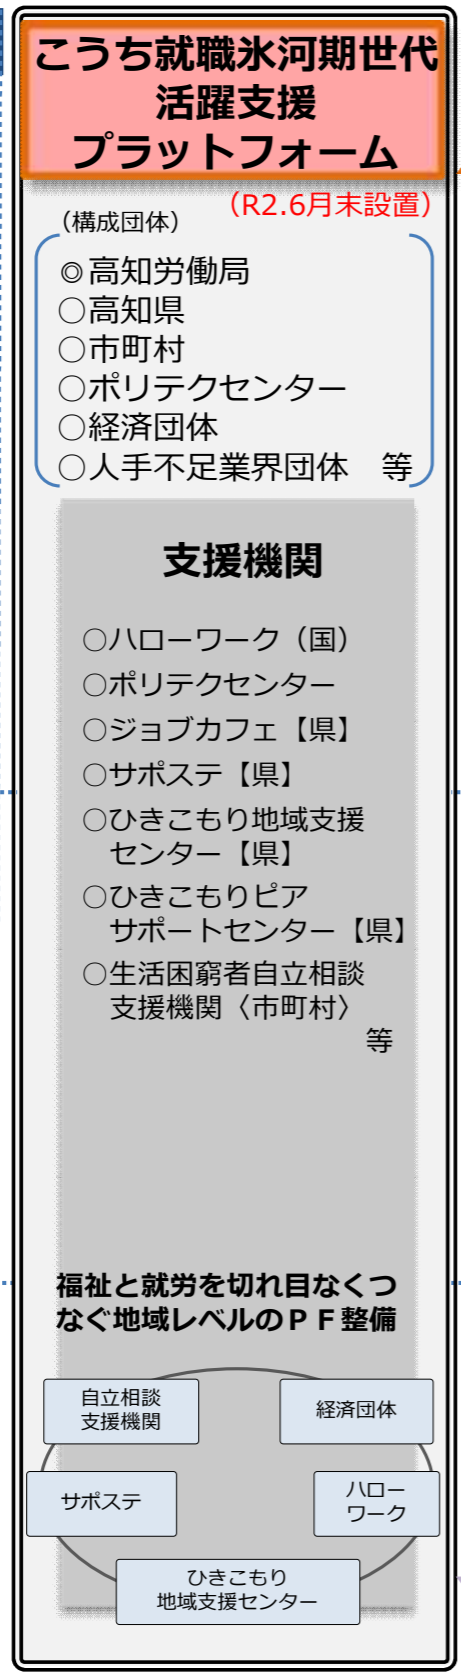 こうち就職氷河期世代
活躍支援
プラットフォーム
（R2.6月末設置）
（構成団体）
◎高知労働局
○高知県
○市町村
○ポリテクセンター
○経済団体
○人手不足業界団体　等
支援機関
○ハローワーク（国）
○ポリテクセンター
○ジョブカフェ【県】
○サポステ【県】
○ひきこもり地域支援
センター【県】
○ひきこもりピア
サポートセンター【県】
○生活困窮者自立相談
支援機関〈市町村〉
等
福祉と就労を切れ目なくつ
なぐ地域レベルのＰＦ整備
自立相談
支援機関
経済団体
サポステ
ハロー
ワーク
ひきこもり
地域支援センター